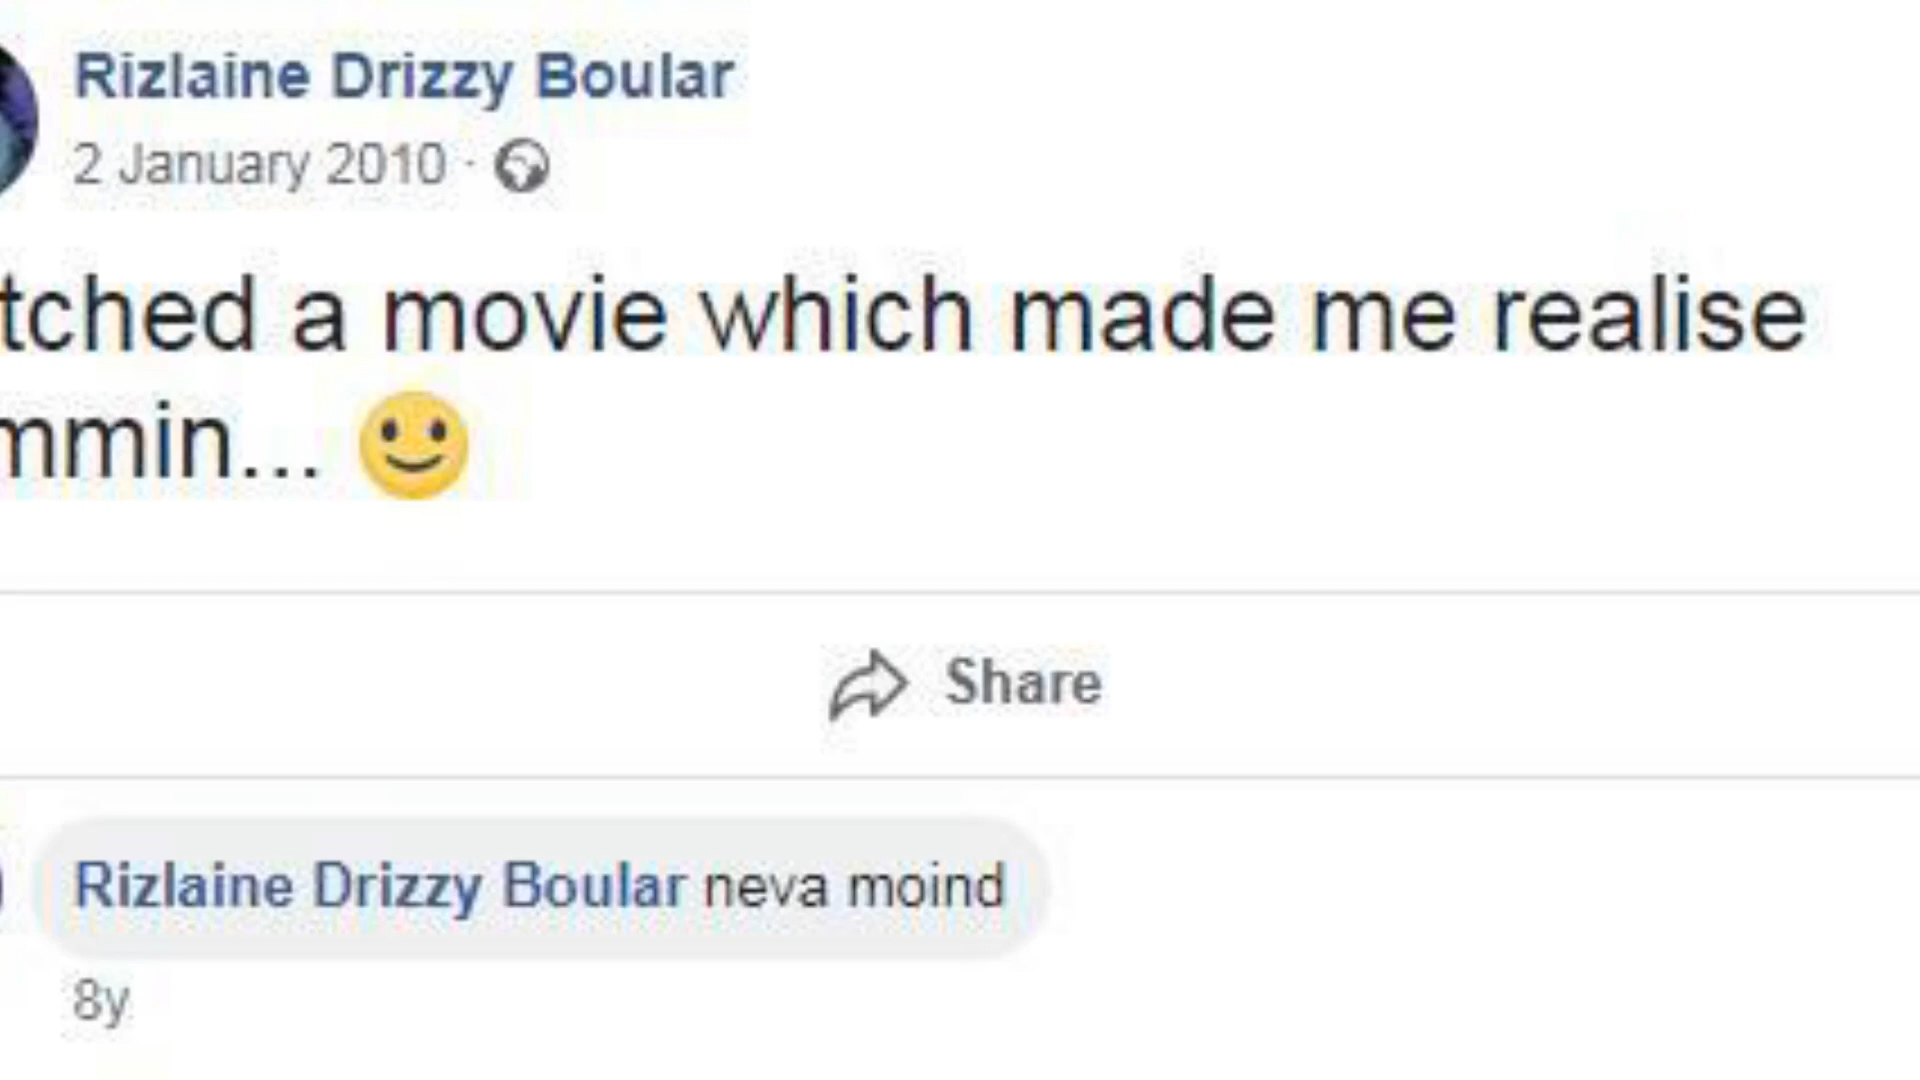 Rizlaine Drizzy Boular
2 January 2010 ·
tched a movie which made me realise
mmin... 🙂
Share
Rizlaine Drizzy Boular neva moind
8y